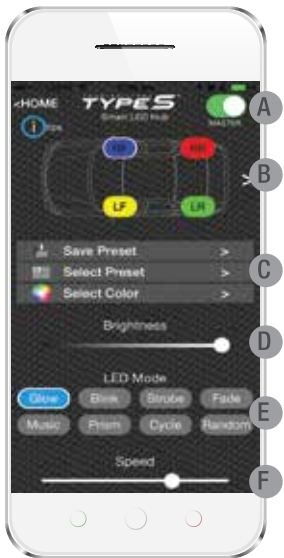 <HOME TYPE S A
Smart LED Hub
i tips MASTER
RF RR
> B
LF LR
Save Preset >
Select Preset > C
Select Color >
Brightness
D
LED Mode
Glow Blink Strobe Fade
E
Music Prism Cycle Random
Speed
F